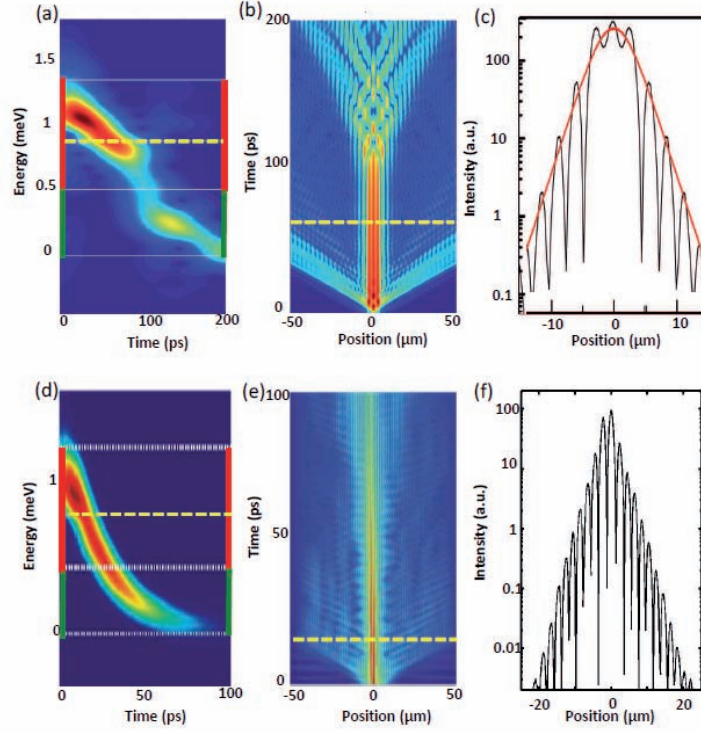 (a)
1.5
1
0.5
0
Energy (meV)
0
100
200
Time (ps)
(b)
200
100
0
Time (ps)
-50
0
50
Position (μm)
(c)
100
10
1
0.1
Intensity (a.u.)
-10
0
10
Position (μm)
(d)
1
0
Energy (meV)
0
50
100
Time (ps)
(e)
100
50
0
Time (ps)
-50
0
50
Position (μm)
(f)
100
10
1
0.1
0.01
Intensity (a.u.)
-20
0
20
Position (μm)